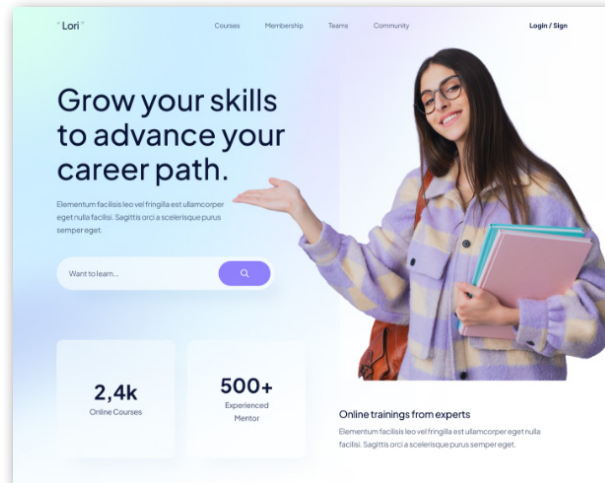 " Lori "
Courses Membership Teams Community Login / Sign
Grow your skills
to advance your
career path.
Elementum facilisis leo vel fringilla est ullamcorper
eget nulla facilisi. Sagittis orci a scelerisque purus
semper eget.
Want to learn...
2,4k
Online Courses
500+
Experienced
Mentor
Online trainings from experts
Elementum facilisis leo vel fringilla est ullamcorper eget nulla
facilisi. Sagittis orci a scelerisque purus semper eget.